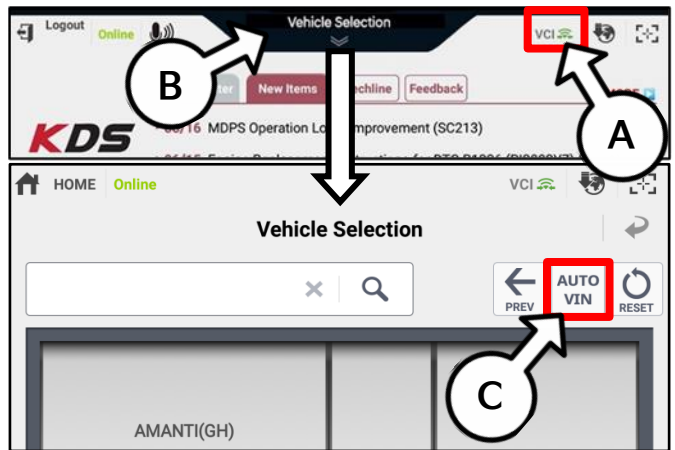 Logout
Online
Vehicle Selection
VCI
B
New Items
Feedback
A
KDS
MDPS Operation
Improvement (SC213)
HOME
Online
VCI
Vehicle Selection
PREV
AUTO
VIN
RESET
C
AMANTI(GH)